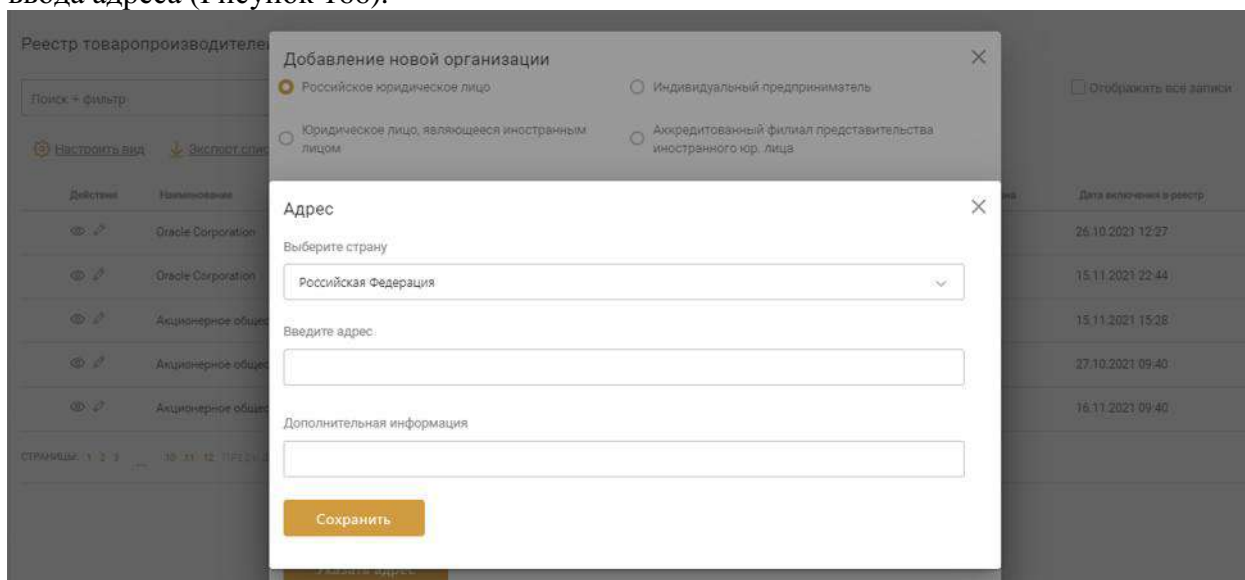 ввода адреса (Рисунок 166).
Реестр товаропроизводителей
Добавление новой организации
Российское юридическое лицо
Индивидуальный предприниматель
Поиск + фильтр
Отображать все записи
Юридическое лицо, являющееся иностранным
лицом
Аккредитованный филиал представительства
иностранного юр. лица
Настроить вид
Экспорт спис
Действия
Наименование
Дата включения в реестр
Адрес
Oracle Corporation
26.10.2021 12:27
Выберите страну
Российская Федерация
Oracle Corporation
15.11.2021 22:44
Введите адрес
Акционерное общес
15.11.2021 15:28
Акционерное общес
27.10.2021 09:40
Акционерное общес
16.11.2021 09:40
Дополнительная информация
СТРАНИЦЫ: 1 2 3 ... 10 11 12
Сохранить
Указать адрес